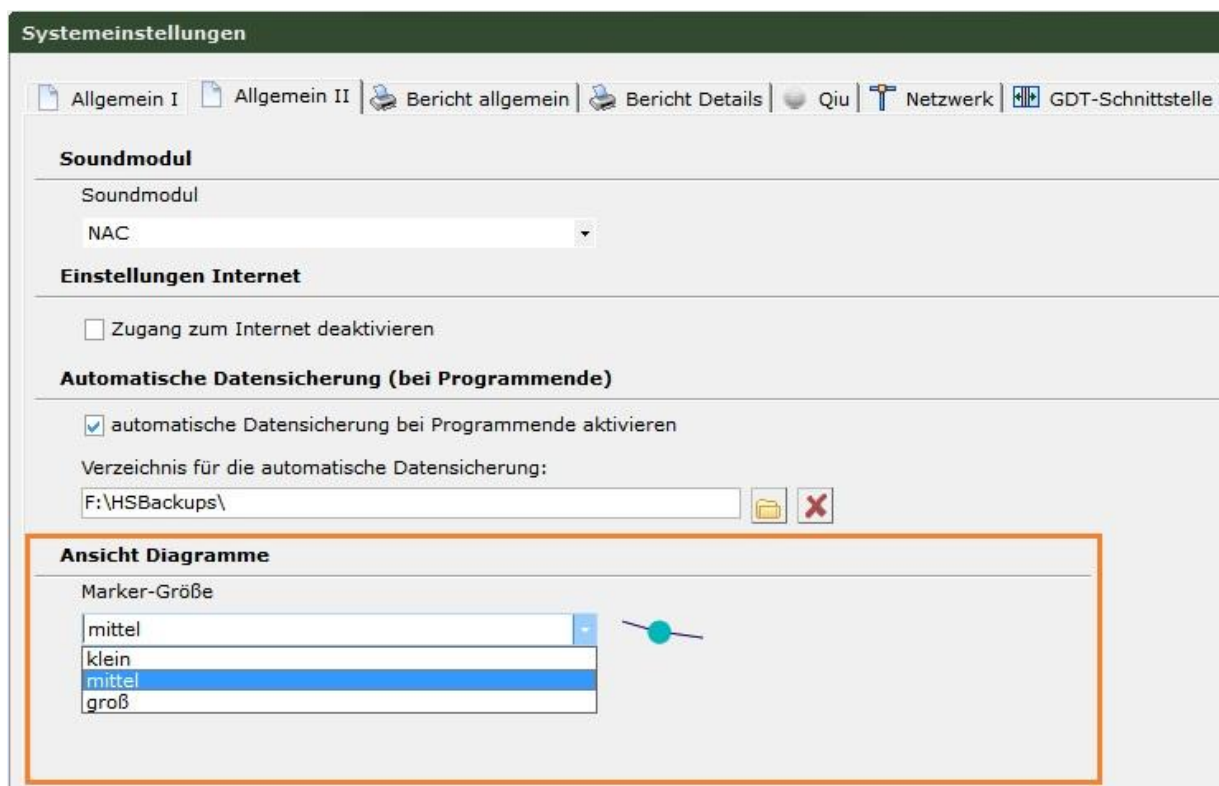 Systemeinstellungen
Allgemein I Allgemein II Bericht allgemein Bericht Details Qiu Netzwerk GDT-Schnittstelle
Soundmodul
Soundmodul
NAC
Einstellungen Internet
Zugang zum Internet deaktivieren
Automatische Datensicherung (bei Programmende)
automatische Datensicherung bei Programmende aktivieren
Verzeichnis für die automatische Datensicherung:
F:\HSBackups\
Ansicht Diagramme
Marker-Größe
mittel
klein
mittel
groß